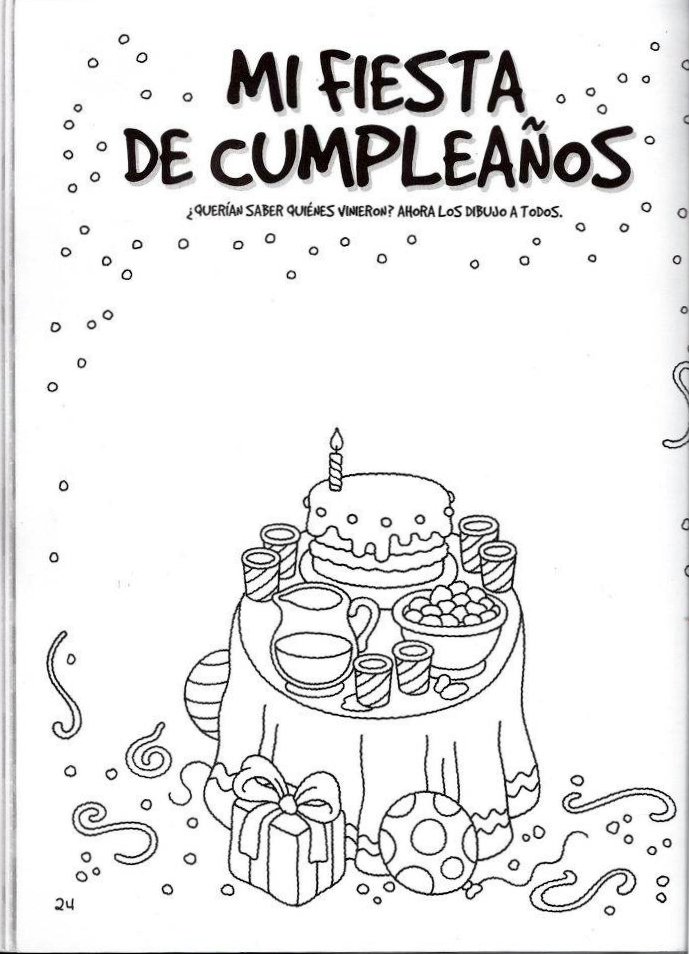 MI FIESTA
DE CUMPLEAÑOS
¿QUERÍAN SABER QUIÉNES VINIERON? AHORA LOS DIBUJO A TODOS.
24